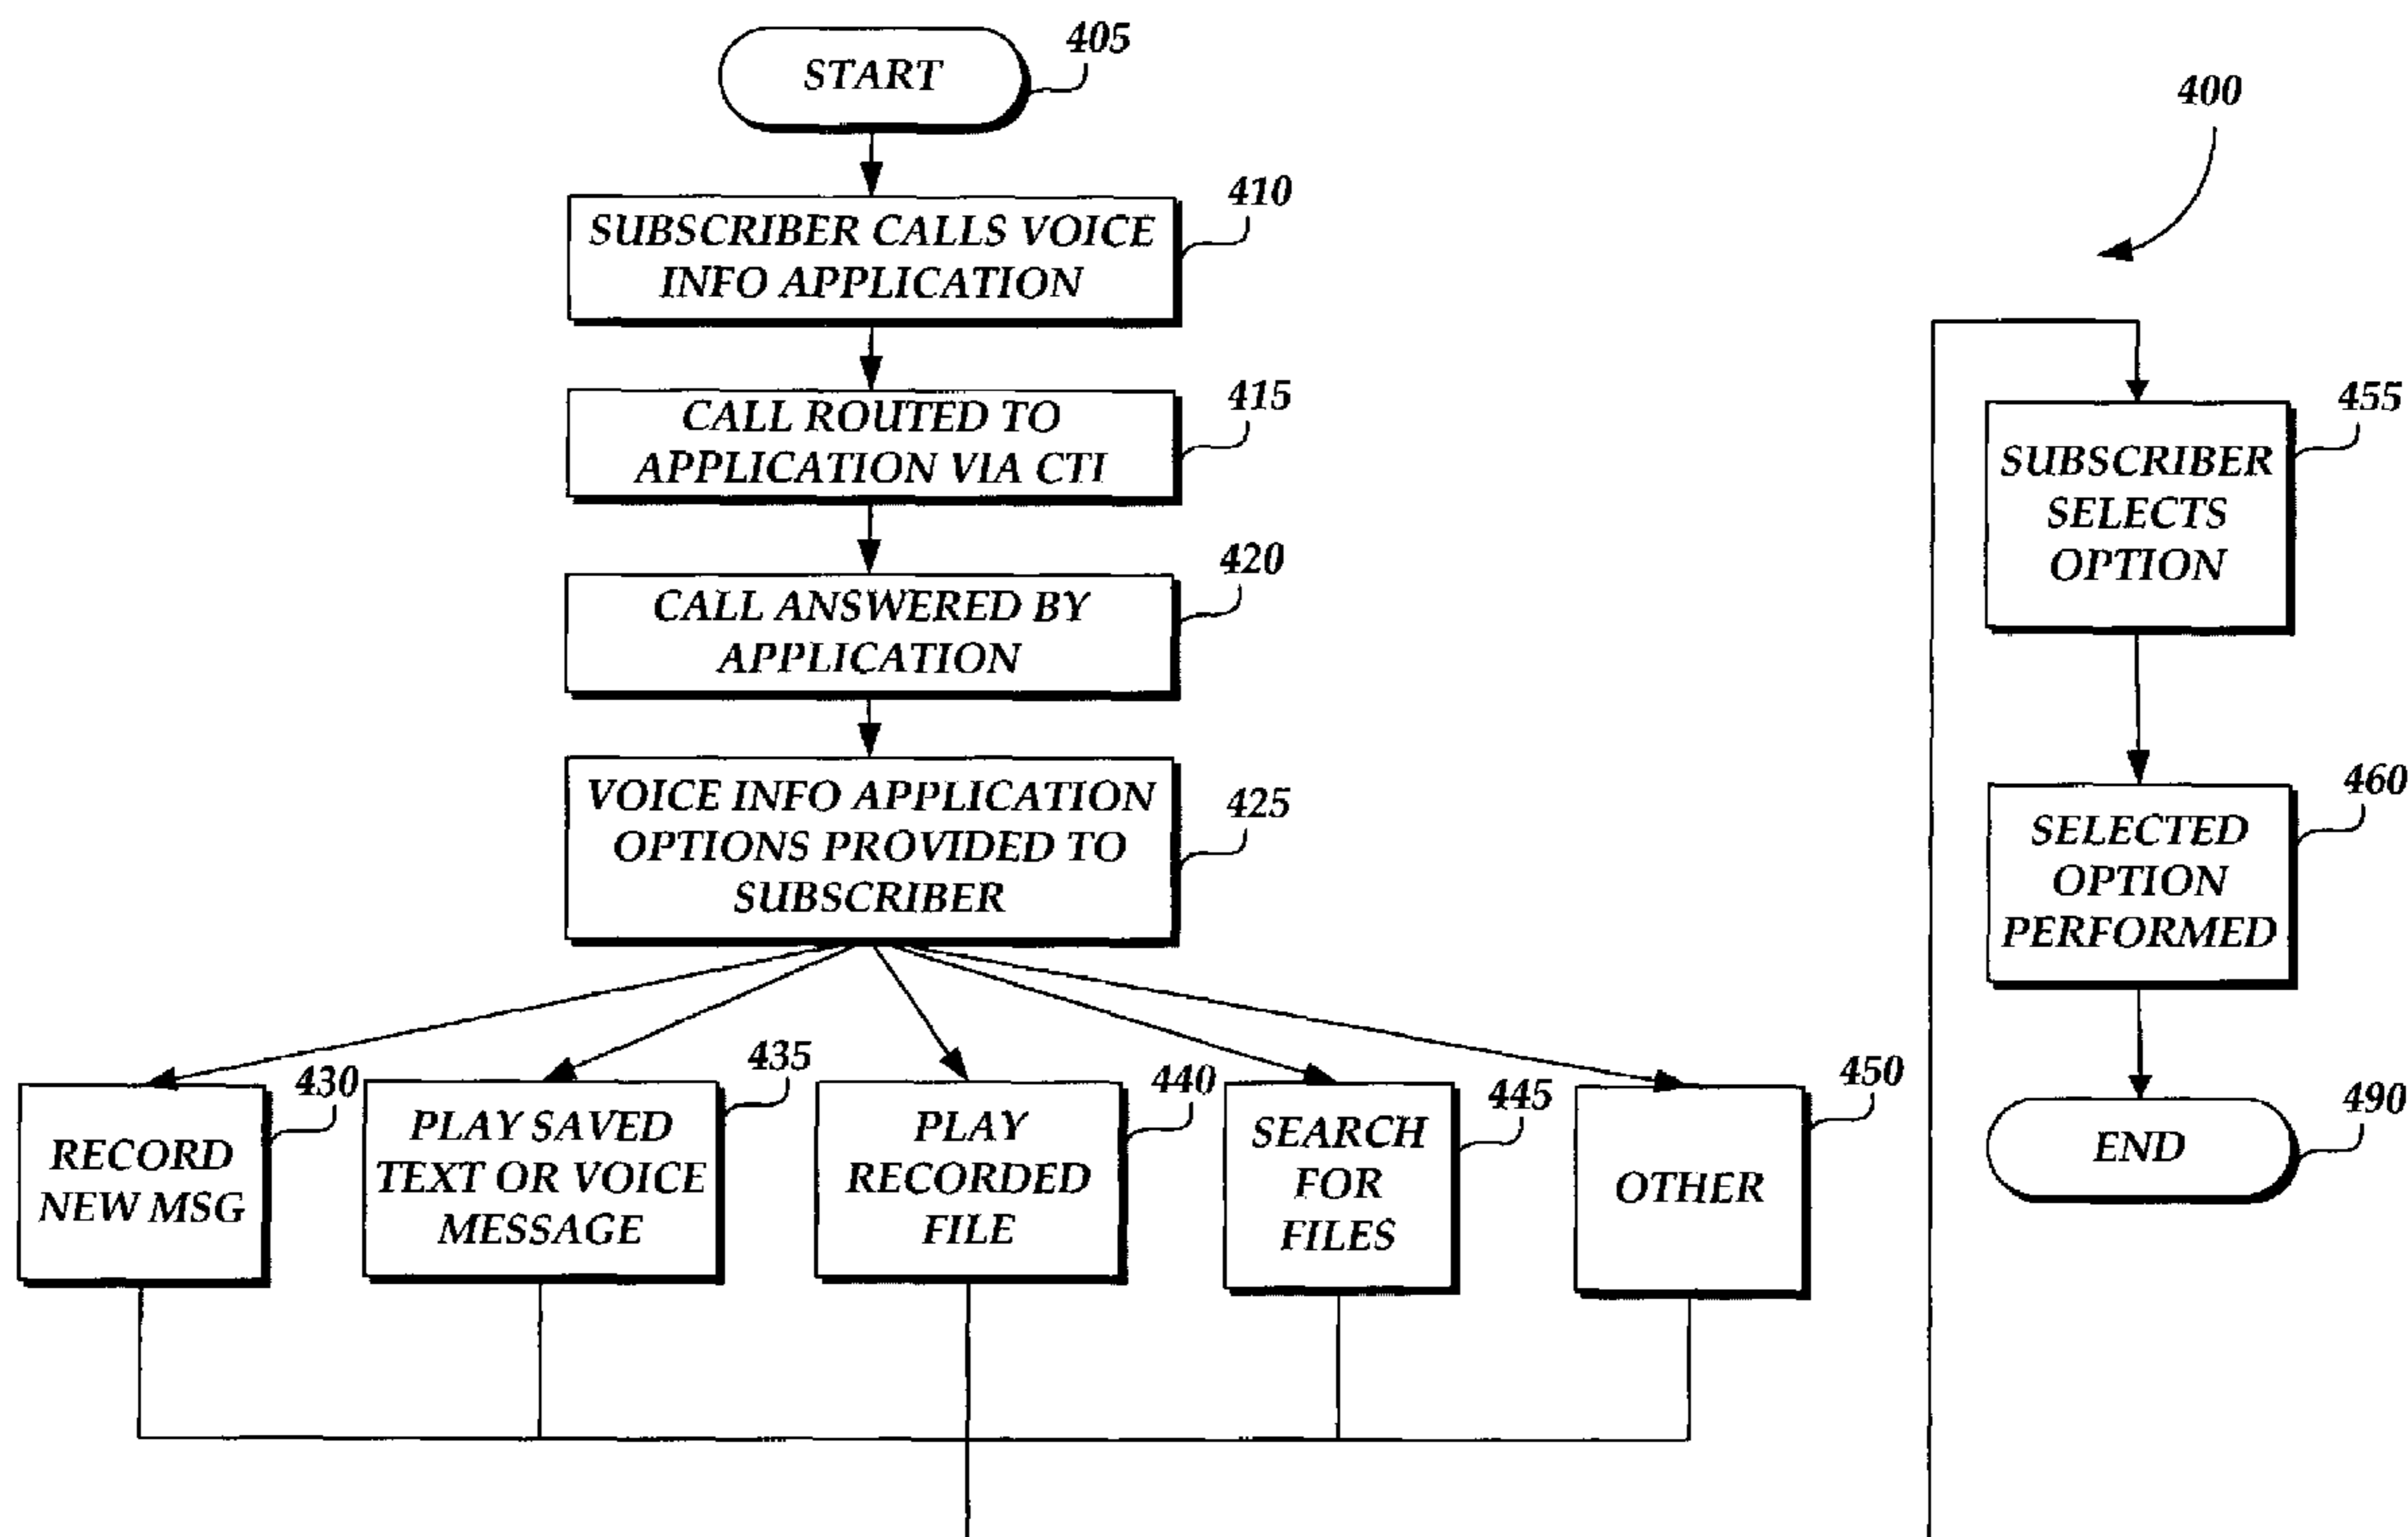 START
405
400
SUBSCRIBER CALLS VOICE
INFO APPLICATION
410
CALL ROUTED TO
APPLICATION VIA CTI
415
CALL ANSWERED BY
APPLICATION
420
VOICE INFO APPLICATION
OPTIONS PROVIDED TO
SUBSCRIBER
425
RECORD
NEW MSG
430
PLAY SAVED
TEXT OR VOICE
MESSAGE
435
PLAY
RECORDED
FILE
440
SEARCH
FOR
FILES
445
OTHER
450
SUBSCRIBER
SELECTS
OPTION
455
SELECTED
OPTION
PERFORMED
460
END
490